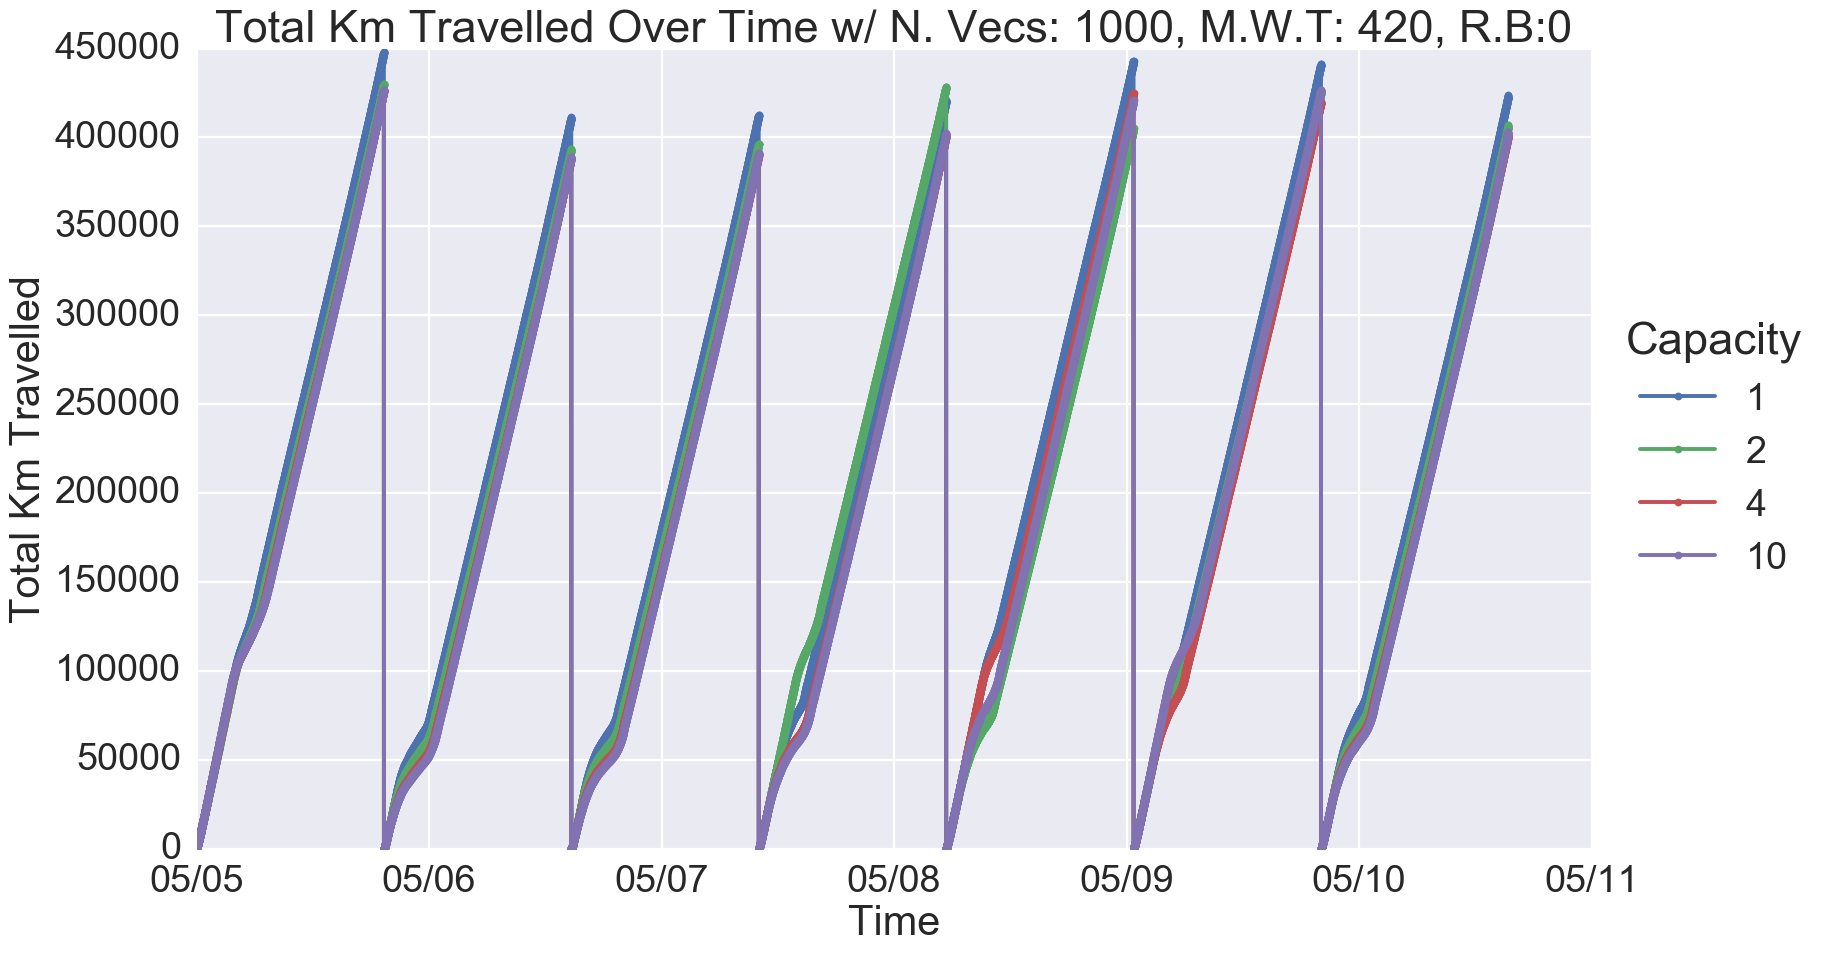 Total Km Travelled Over Time w/ N. Vecs: 1000, M.W.T: 420, R.B:0
Total Km Travelled
450000
400000
350000
300000
250000
200000
150000
100000
50000
0
05/05 05/06 05/07 05/08 05/09 05/10 05/11
Time
Capacity
1
2
4
10